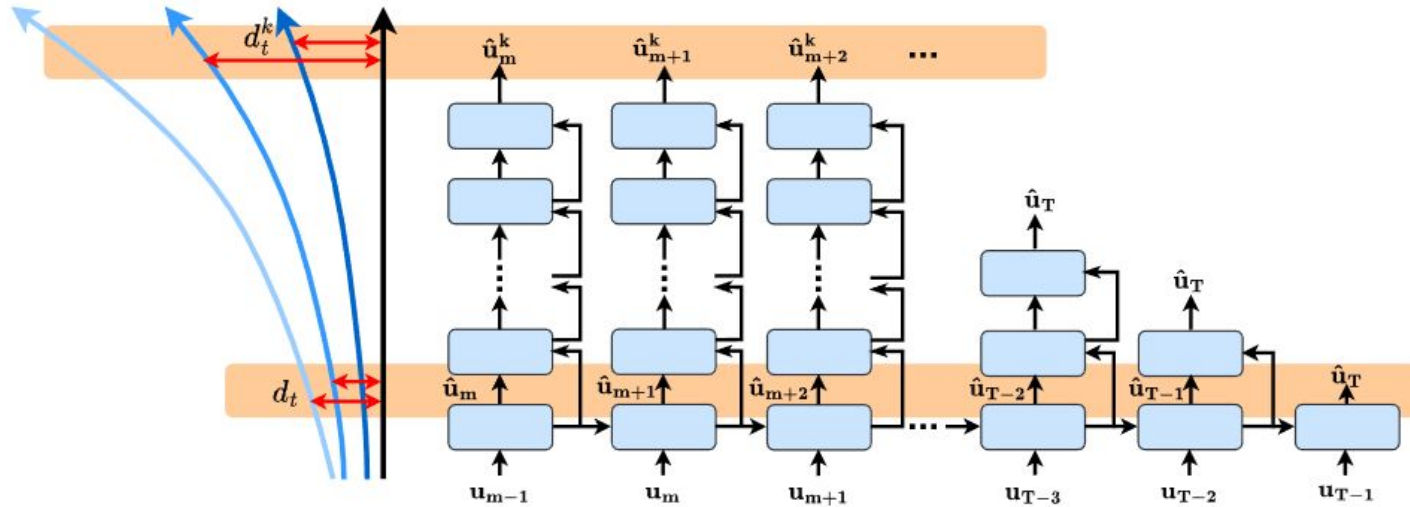 d_t^k û_m^k û_{m+1}^k û_{m+2}^k ...
û_T
û_T
d_t û_m û_{m+1} û_{m+2} û_{T−2} û_{T−1} û_T
...
u_{m−1} u_m u_{m+1} u_{T−3} u_{T−2} u_{T−1}